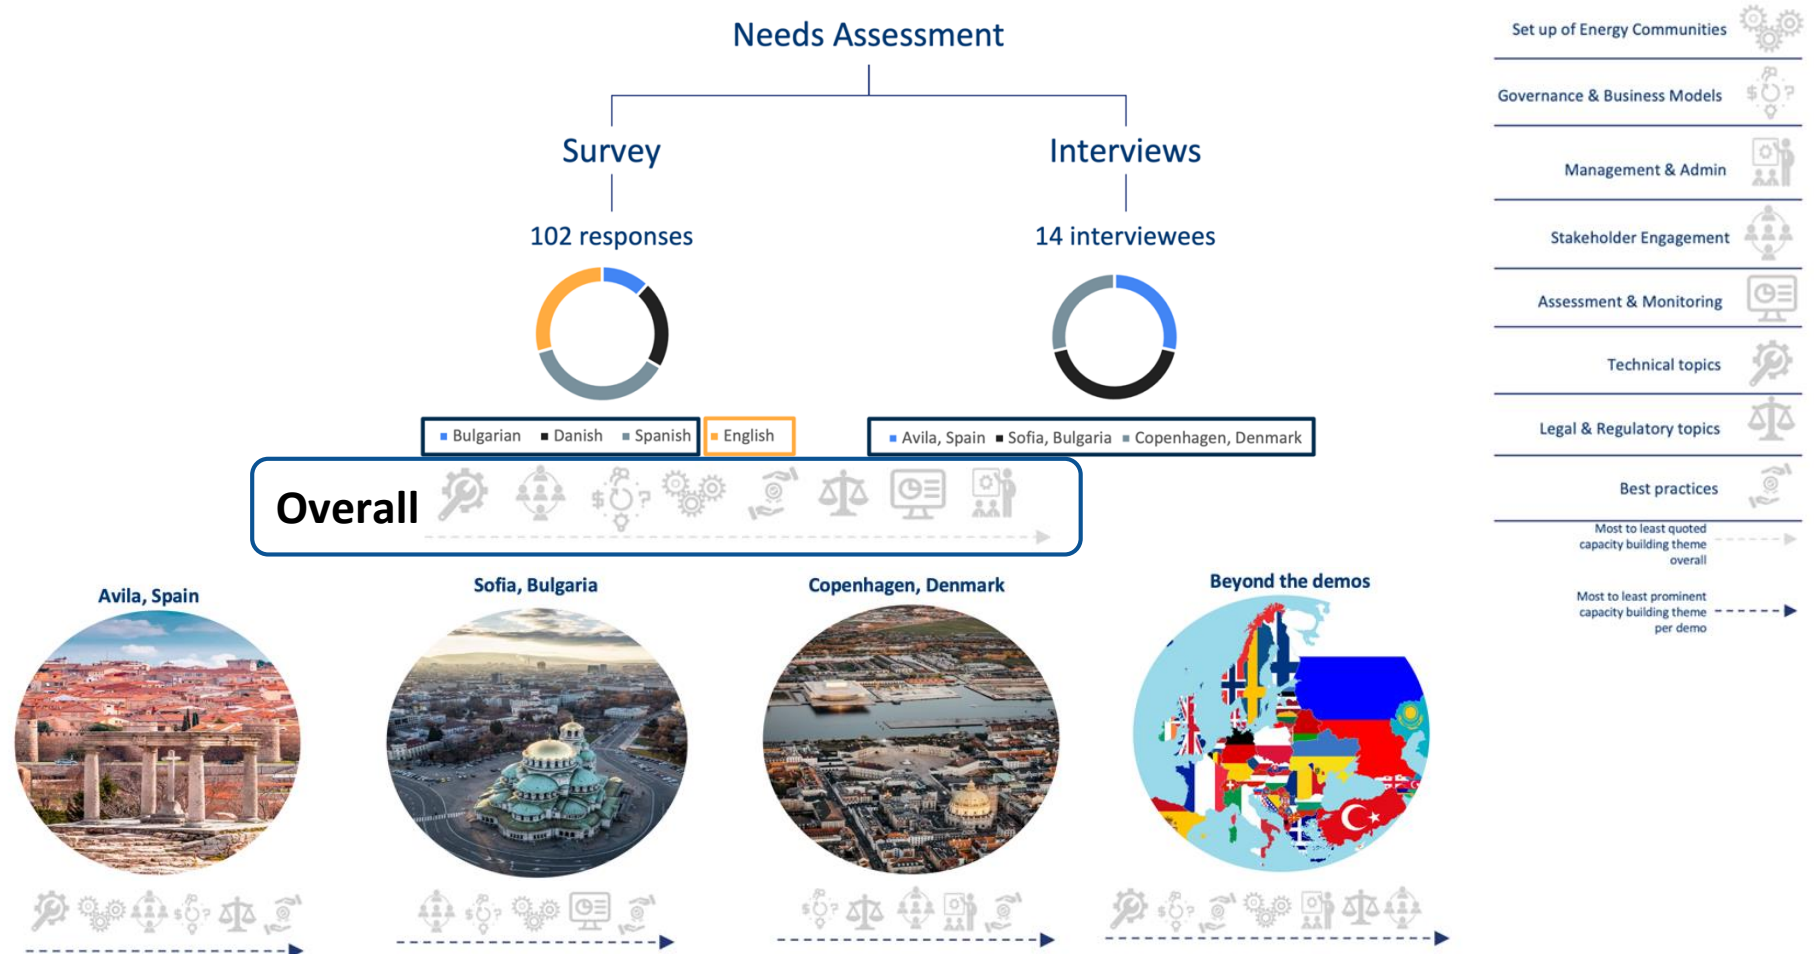 Needs Assessment
Survey
Interviews
102 responses
14 interviewees
Bulgarian Danish Spanish English
Avila, Spain Sofia, Bulgaria Copenhagen, Denmark
Overall
Avila, Spain
Sofia, Bulgaria
Copenhagen, Denmark
Beyond the demos
Set up of Energy Communities
Governance & Business Models
Management & Admin
Stakeholder Engagement
Assessment & Monitoring
Technical topics
Legal & Regulatory topics
Best practices
Most to least quoted
capacity building theme
overall
Most to least prominent
capacity building theme
per demo